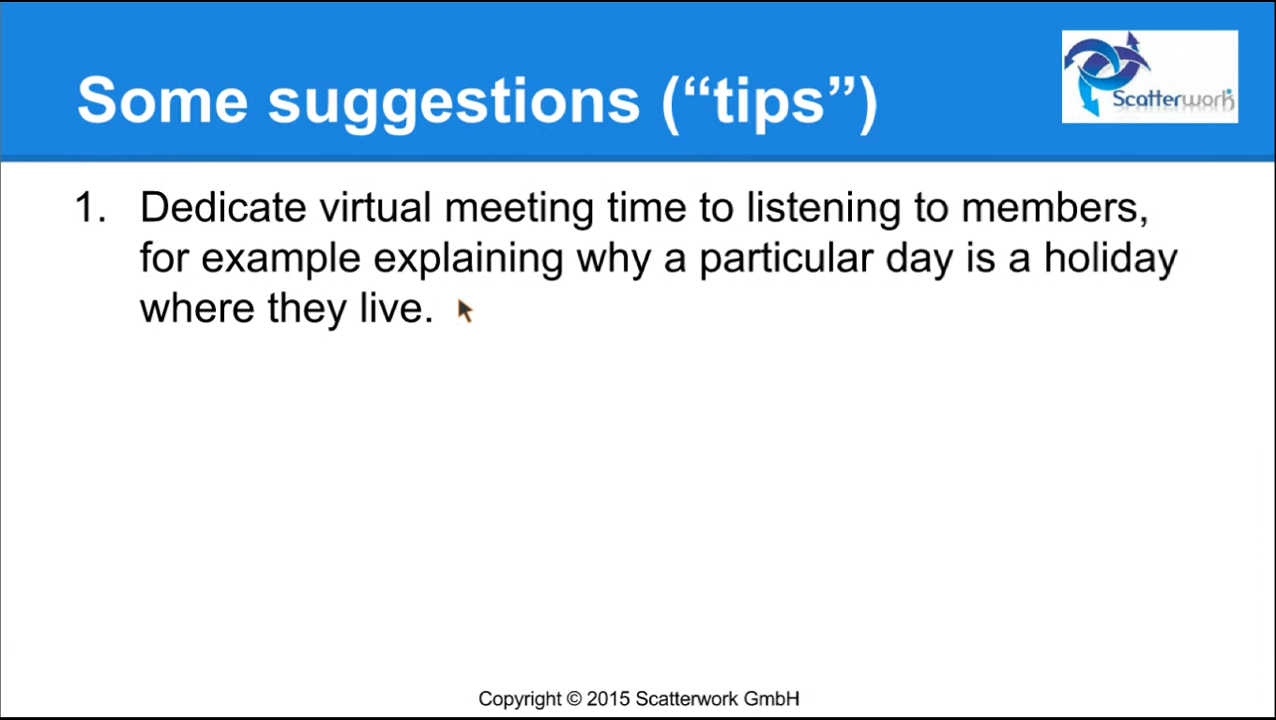 Some suggestions (“tips”)
Scatterwork
1. Dedicate virtual meeting time to listening to members,
for example explaining why a particular day is a holiday
where they live.
Copyright © 2015 Scatterwork GmbH